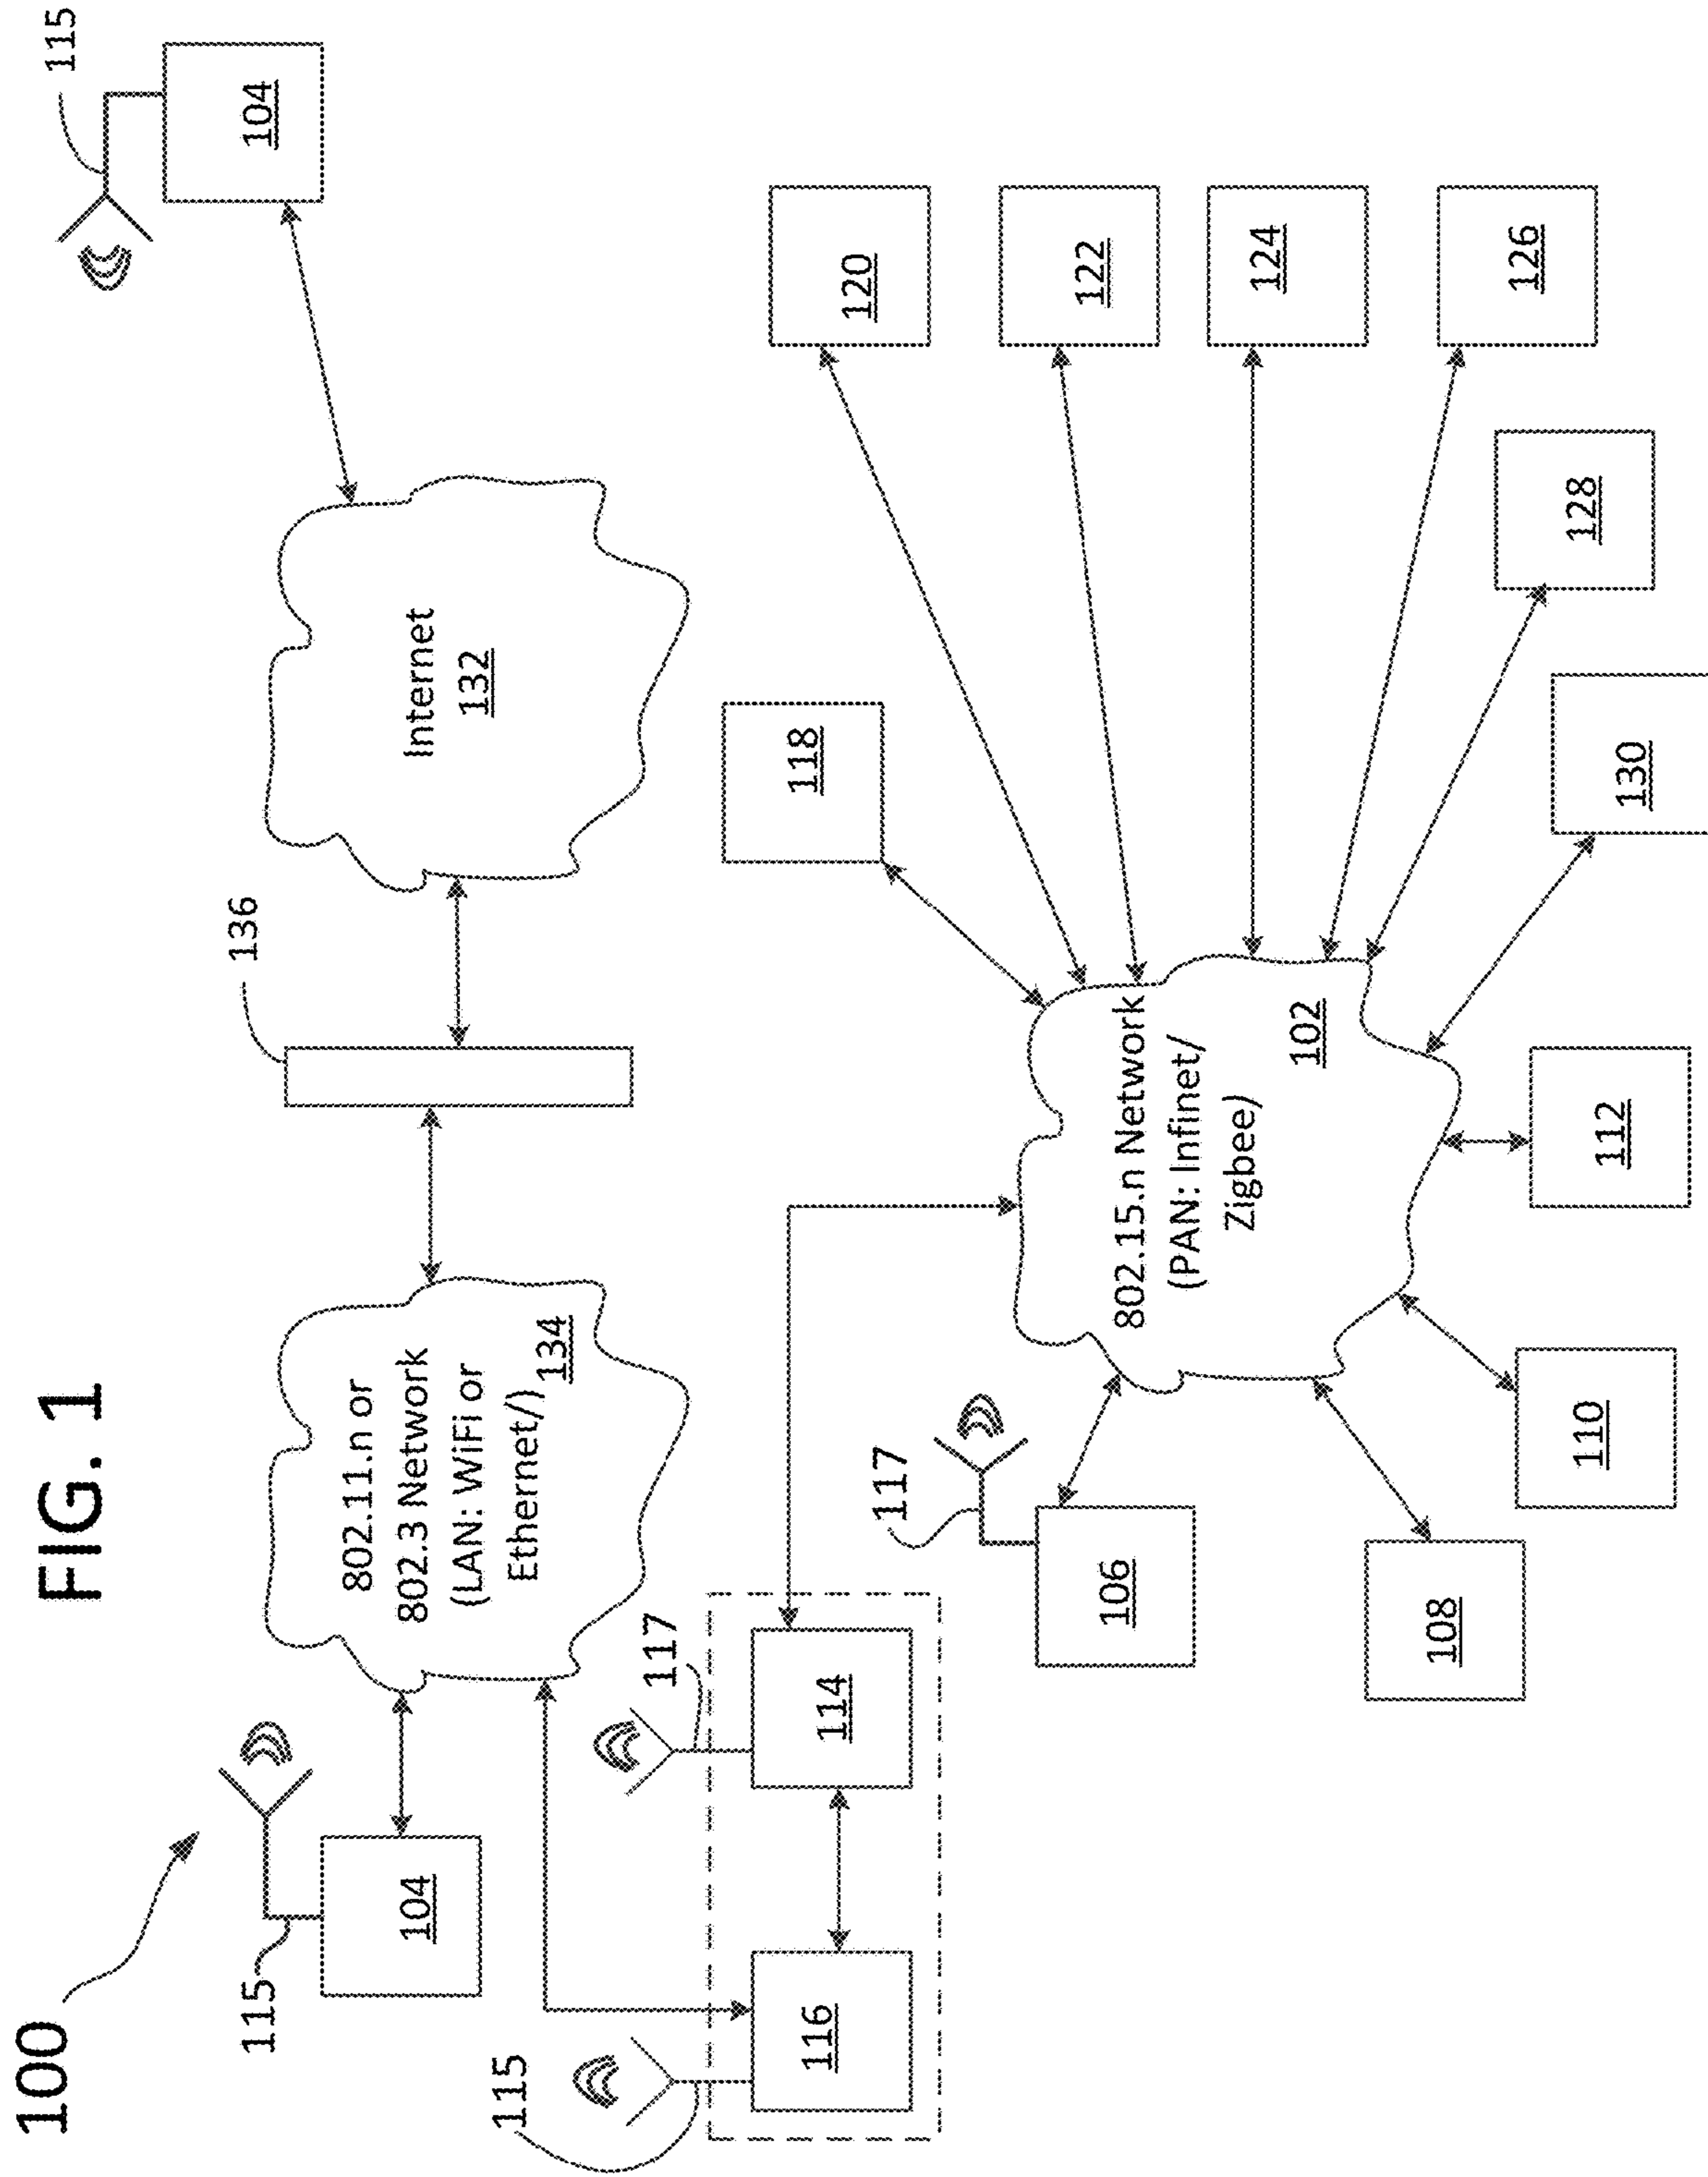 FIG. 1
100
115
104
115
104
136
Internet
132
802.11.n or
802.3 Network
(LAN: WiFi or
Ethernet/)
134
115
116
117
114
117
106
118
120
122
124
126
128
130
802.15.n Network
(PAN: Infinet/
Zigbee/
102
108
110
112